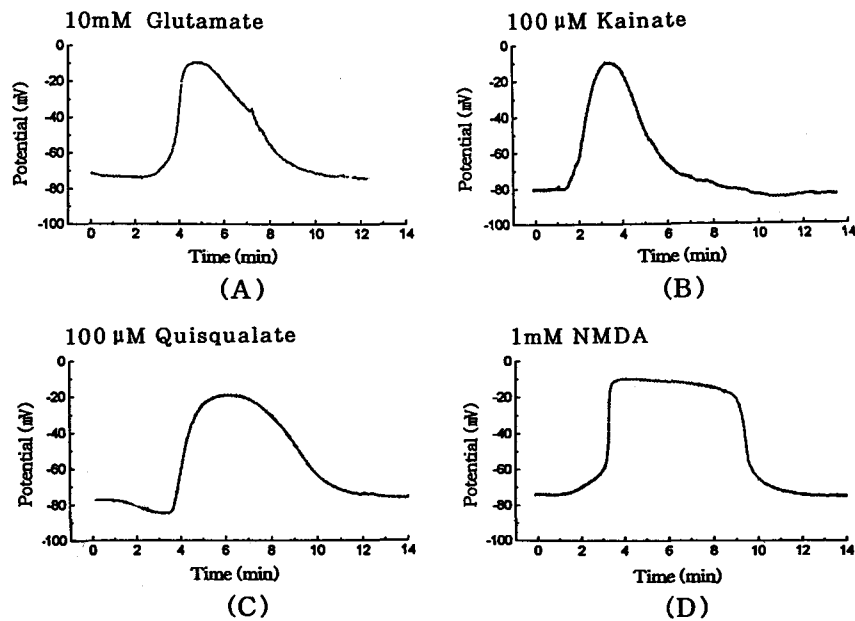 10mM Glutamate
0
-20
-40
-60
-80
-100
Potential (mV)
0 2 4 6 8 10 12 14
Time (min)
(A)
100 μM Kainate
0
-20
-40
-60
-80
-100
Potential (mV)
0 2 4 6 8 10 12 14
Time (min)
(B)
100 μM Quisqualate
0
-20
-40
-60
-80
-100
Potential (mV)
0 2 4 6 8 10 12 14
Time (min)
(C)
1mM NMDA
0
-20
-40
-60
-80
-100
Potential (mV)
0 2 4 6 8 10 12 14
Time (min)
(D)